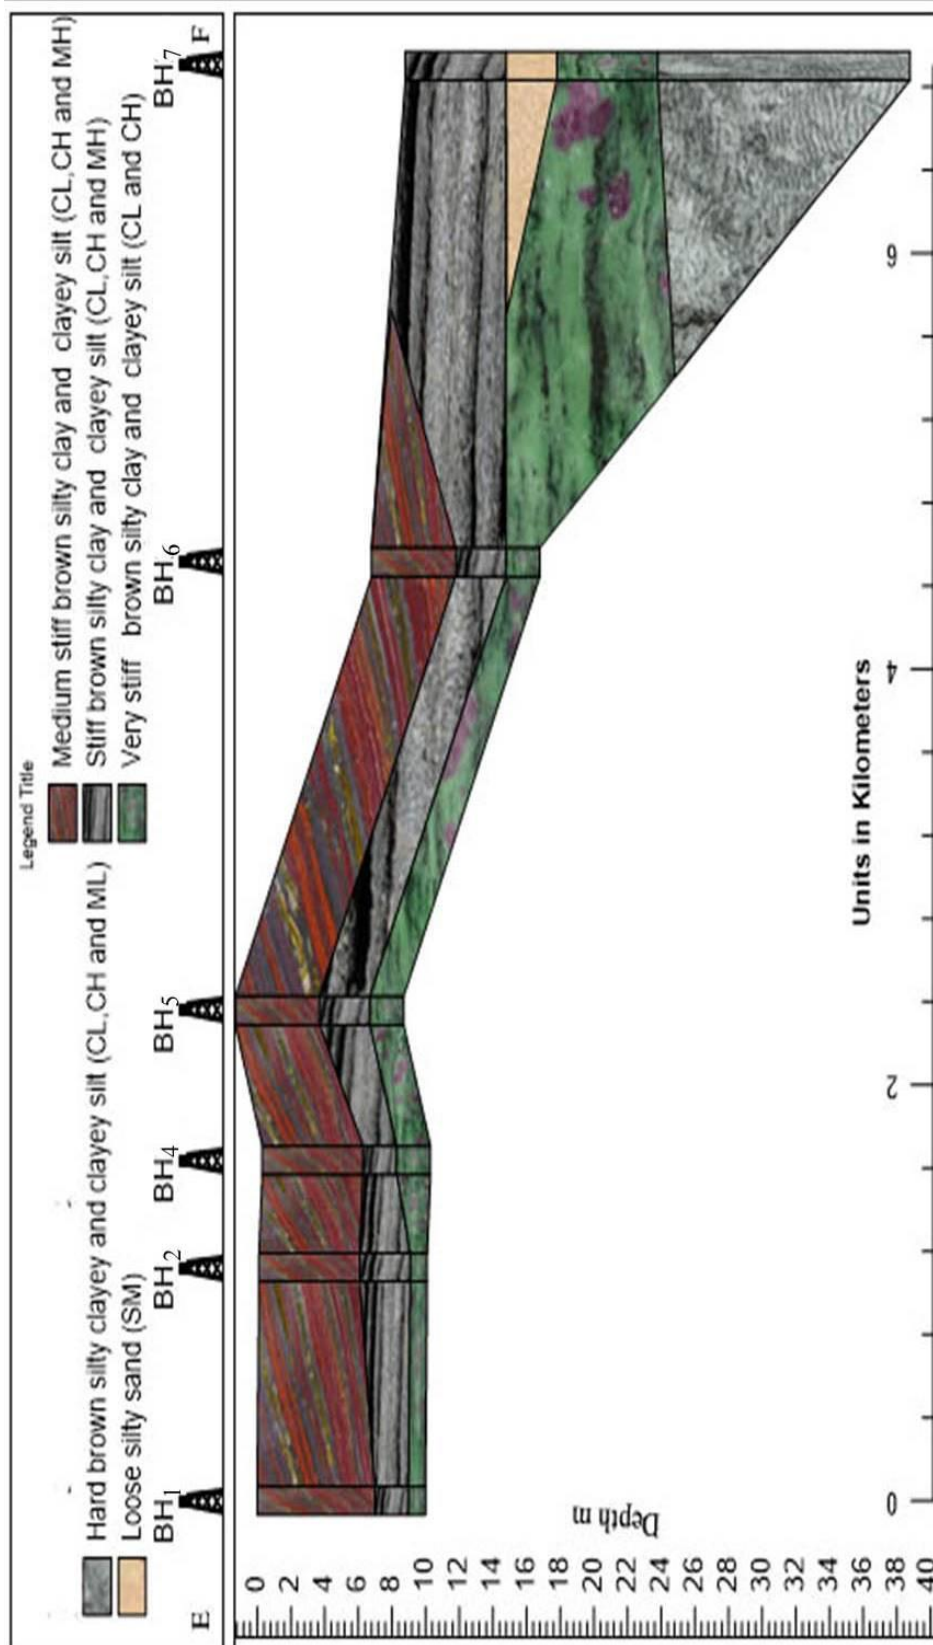 Legend Title
Hard brown silty clayey and clayey silt (CL,CH and ML)
Loose silty sand (SM)
Medium stiff brown silty clay and clayey silt (CL,CH and MH)
Stiff brown silty clay and clayey silt (CL,CH and MH)
Very stiff brown silty clay and clayey silt (CL and CH)
E
BH1
BH2
BH4
BH5
BH6
BH7
F
0
2
4
6
8
10
12
14
16
18
20
22
24
26
28
30
32
34
36
38
40
Depth m
0
2
4
6
Units in Kilometers